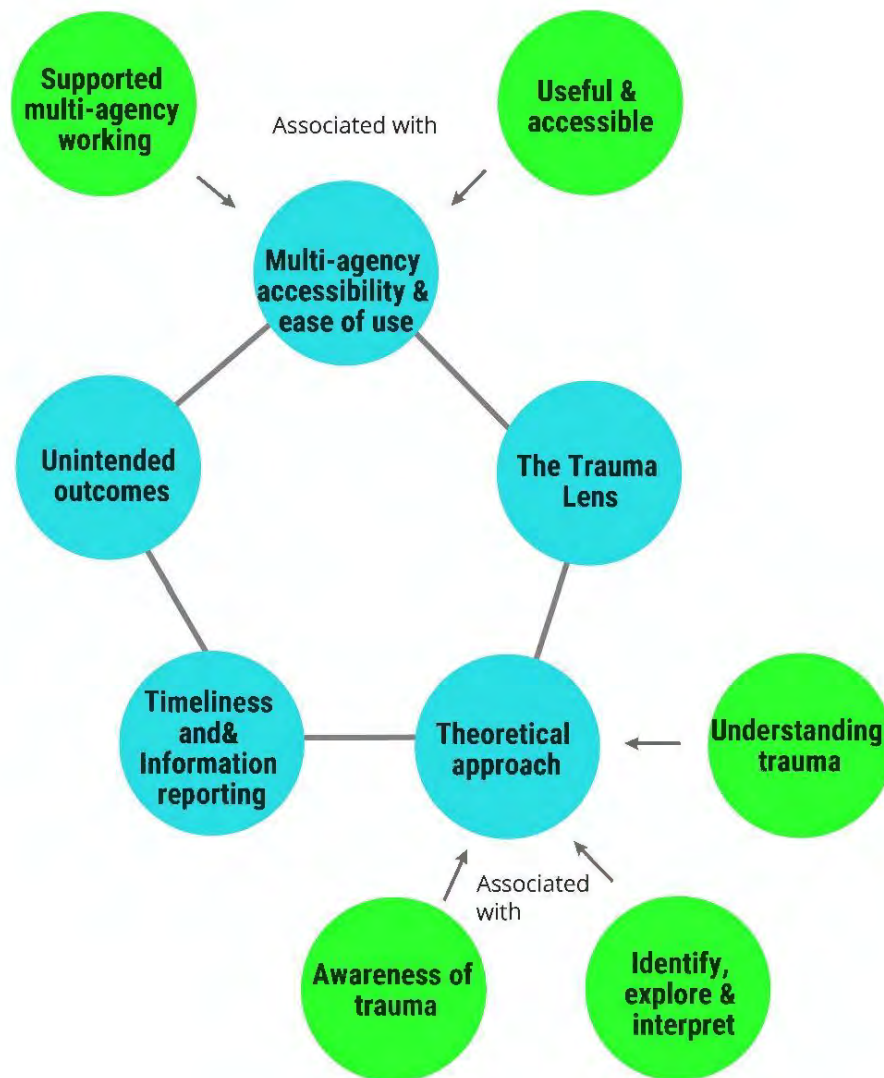 Supported
multi-agency
working
Associated with
Useful &
accessible
Multi-agency
accessibility &
ease of use
Unintended
outcomes
The Trauma
Lens
Timeliness
and&
Information
reporting
Theoretical
approach
Understanding
trauma
Associated
with
Awareness of
trauma
Identify,
explore &
interpret